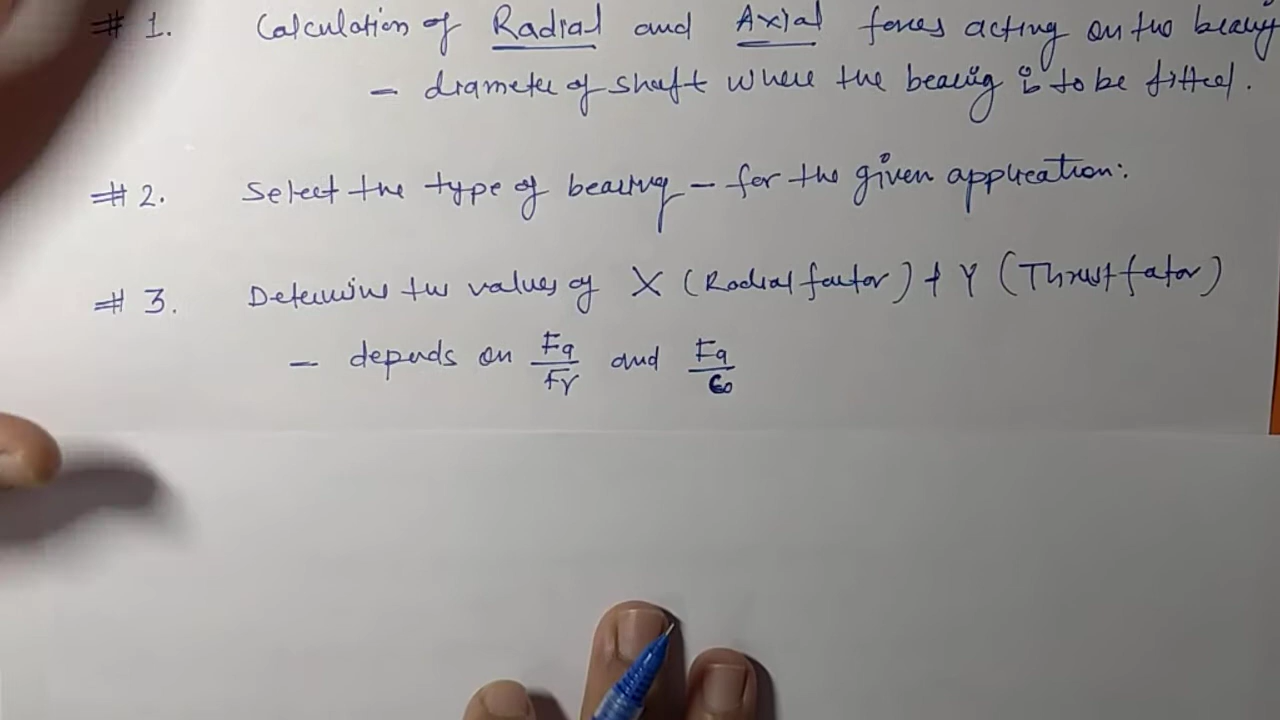 # 1. Calculation of Radial and Axial forces acting on the bearing
- diameter of shaft where the bearing is to be fitted.
# 2. Select the type of bearing - for the given application:
# 3. Determine the values of X (Radial factor) & Y (Thrust fator)
- depends on Fa/Fr and Fa/Co